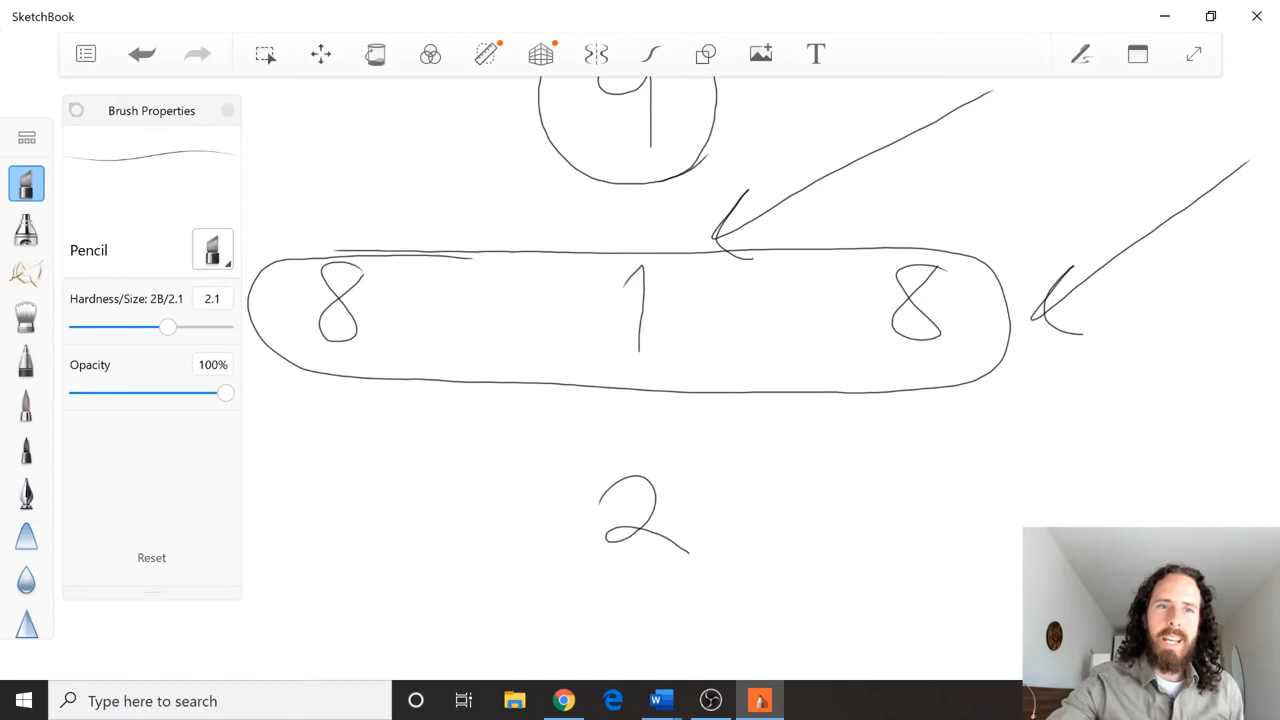 SketchBook
T
9
Brush Properties
8 1 8
Pencil
Hardness/Size: 2B/2.1 2.1
Opacity 100%
2
Reset
Type here to search